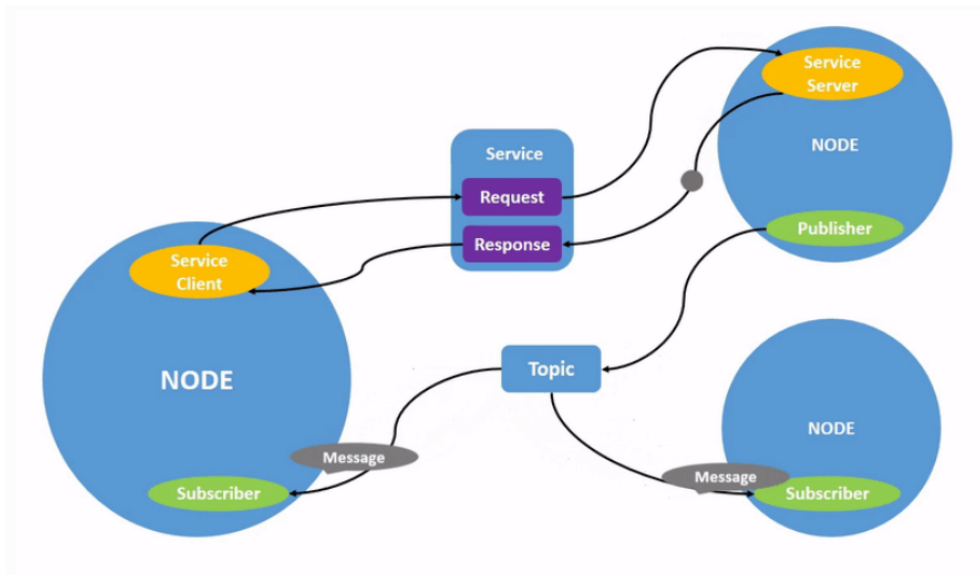 Service
Server
NODE
Publisher
Service
Request
Response
Service
Client
NODE
Topic
Message
Subscriber
NODE
Message
Subscriber